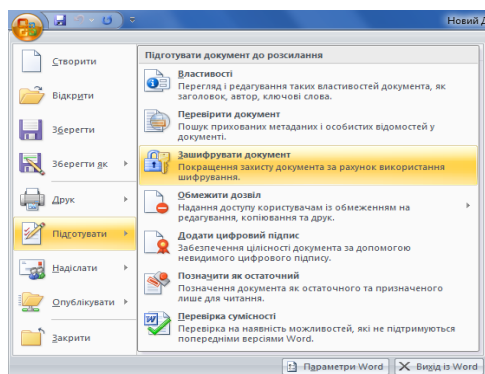 Новий Д
Створити
Відкрити
Зберегти
Зберегти як
Друк
Підготувати
Надіслати
Опублікувати
Закрити
Підготувати документ до розсилання
Властивості
Перегляд і редагування таких властивостей документа, як
заголовок, автор, ключові слова.
Перевірити документ
Пошук прихованих метаданих і особистих відомостей у
документі.
Зашифрувати документ
Покращення захисту документа за рахунок використання
шифрування.
Обмежити дозвіл
Надання доступу користувачам із обмеженням на
редагування, копіювання та друк.
Додати цифровий підпис
Забезпечення цілісності документа за допомогою
невидимого цифрового підпису.
Позначити як остаточний
Позначення документа як остаточного та призначеного
лише для читання.
Перевірка сумісності
Перевірка на наявність можливостей, які не підтримуються
попередніми версіями Word.
Параметри Word
Вихід із Word